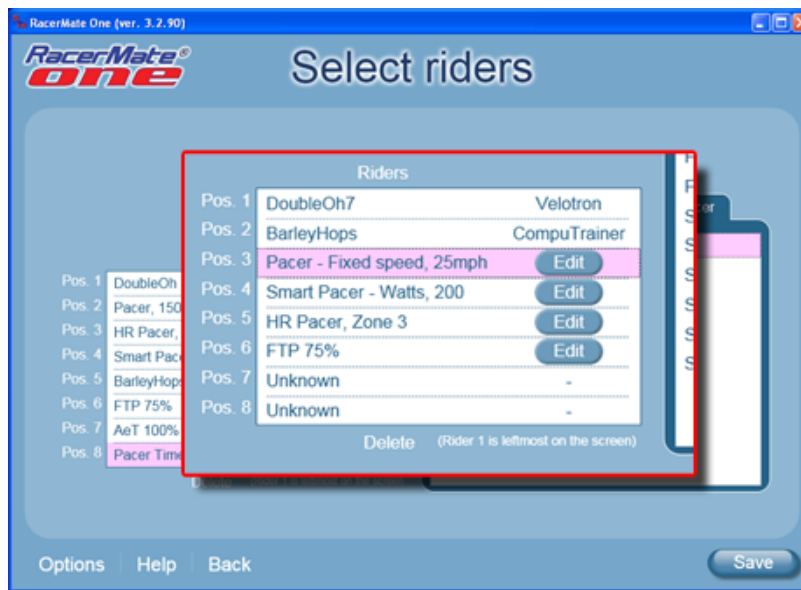 RacerMate One (ver. 3.2.90)
RacerMate®
one
Select riders
Riders
Pos. 1 DoubleOh7 Velotron
Pos. 2 BarleyHops CompuTrainer
Pos. 3 Pacer - Fixed speed, 25mph Edit
Pos. 4 Smart Pacer - Watts, 200 Edit
Pos. 5 HR Pacer, Zone 3 Edit
Pos. 6 FTP 75% Edit
Pos. 7 Unknown -
Pos. 8 Unknown -
Delete (Rider 1 is leftmost on the screen)
Pos. 1 DoubleOh
Pos. 2 Pacer, 150
Pos. 3 HR Pacer,
Pos. 4 Smart Pac
Pos. 5 BarleyHops
Pos. 6 FTP 75%
Pos. 7 AeT 100%
Pos. 8 Pacer Time
Options Help Back Save